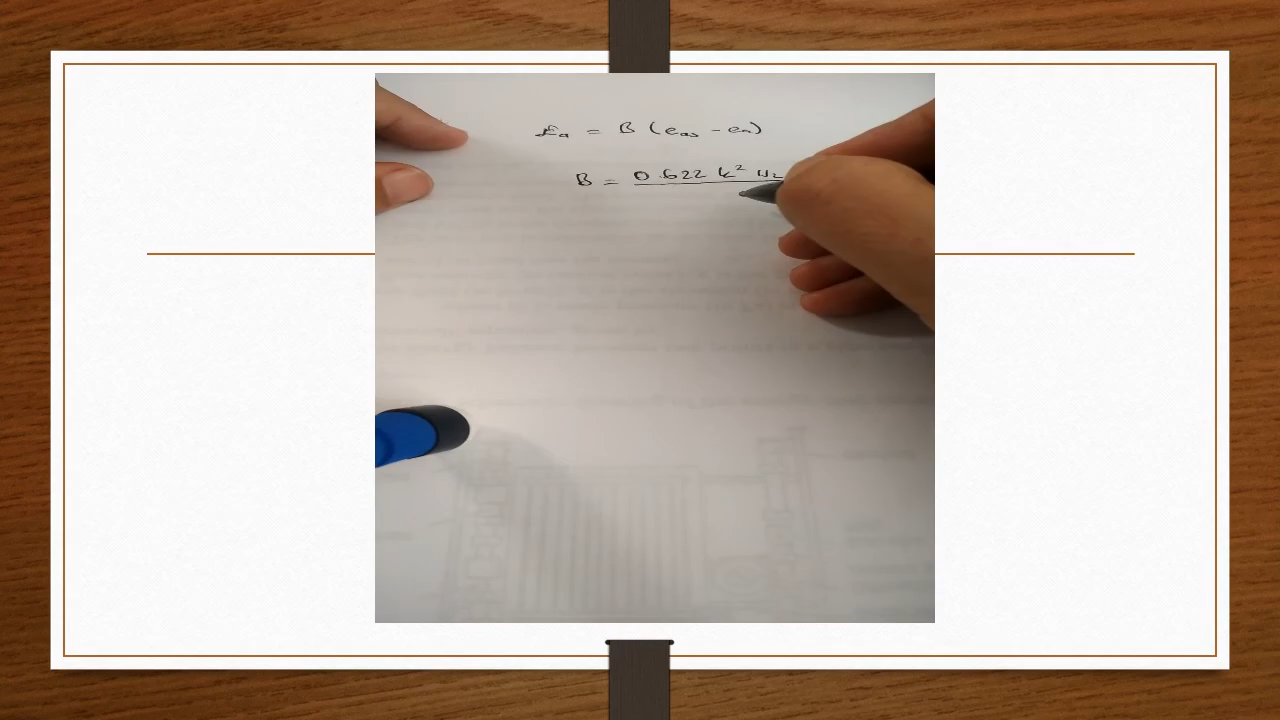 Ea = B (eas - ea)
B = 0.622 k² u₂